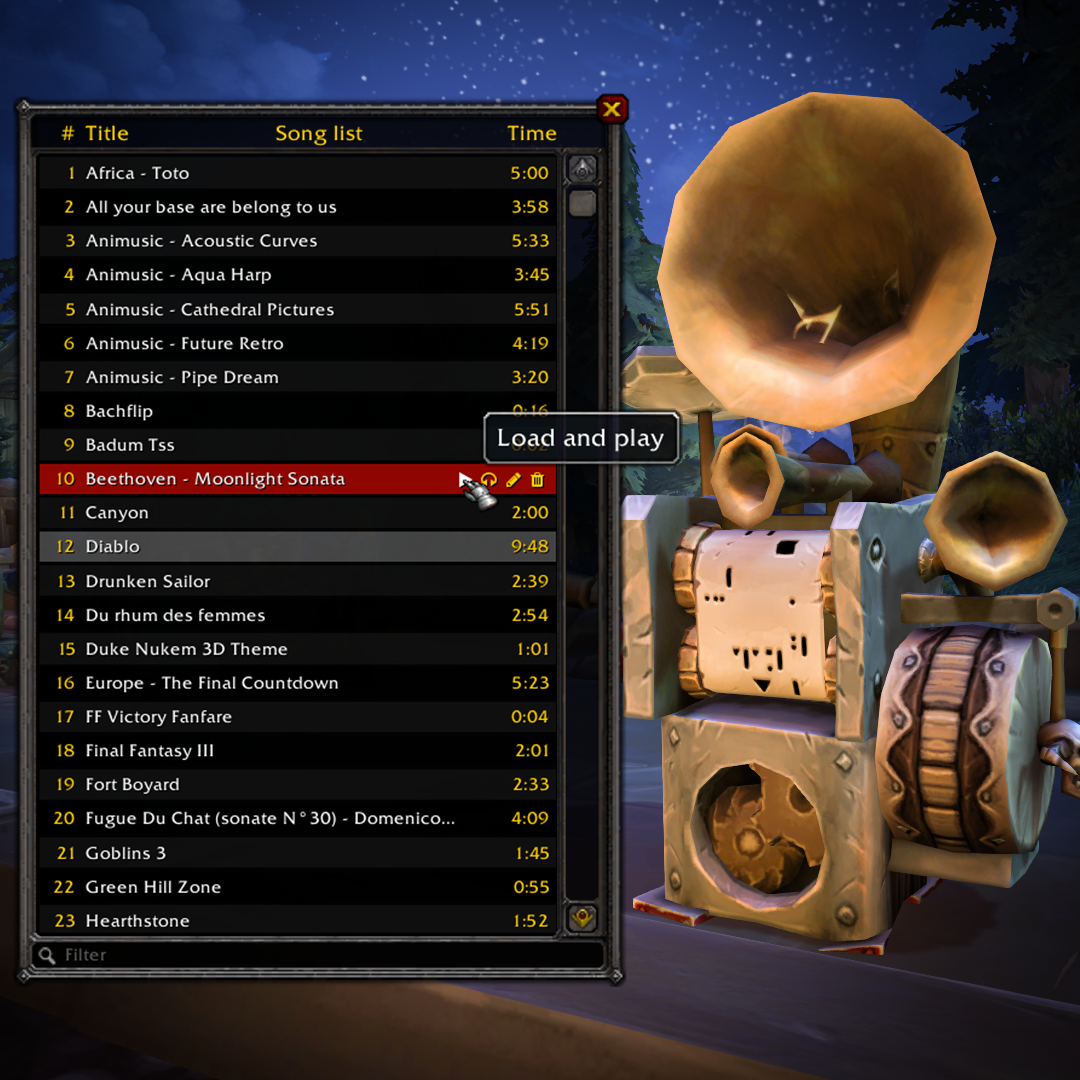 # Title Song list Time
1 Africa - Toto 5:00
2 All your base are belong to us 3:58
3 Animusic - Acoustic Curves 5:33
4 Animusic - Aqua Harp 3:45
5 Animusic - Cathedral Pictures 5:51
6 Animusic - Future Retro 4:19
7 Animusic - Pipe Dream 3:20
8 Bachflip 0:16
Load and play
9 Badum Tss
10 Beethoven - Moonlight Sonata
11 Canyon 2:00
12 Diablo 9:48
13 Drunken Sailor 2:39
14 Du rhum des femmes 2:54
15 Duke Nukem 3D Theme 1:01
16 Europe - The Final Countdown 5:23
17 FF Victory Fanfare 0:04
18 Final Fantasy III 2:01
19 Fort Boyard 2:33
20 Fugue Du Chat (sonate N°30) - Domenico... 4:09
21 Goblins 3 1:45
22 Green Hill Zone 0:55
23 Hearthstone 1:52
Filter